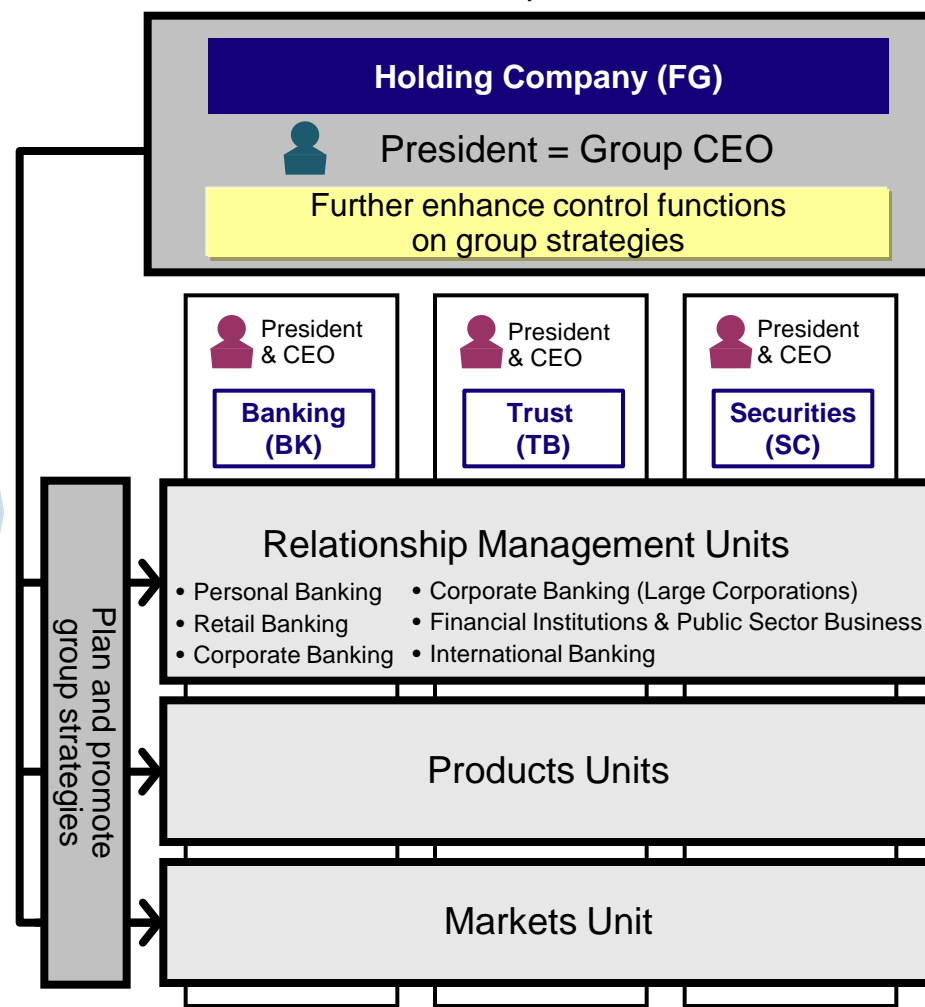 Holding Company (FG)
President = Group CEO
Further enhance control functions
on group strategies
President
& CEO
Banking
(BK)
President
& CEO
Trust
(TB)
President
& CEO
Securities
(SC)
Plan and promote
group strategies
Relationship Management Units
• Personal Banking
• Retail Banking
• Corporate Banking
• Corporate Banking (Large Corporations)
• Financial Institutions & Public Sector Business
• International Banking
Products Units
Markets Unit